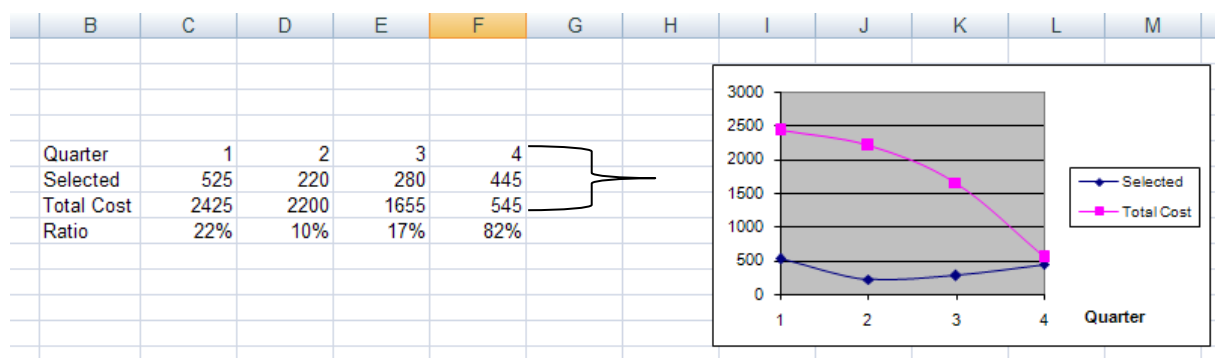 B C D E F G H I J K L M
Quarter 1 2 3 4
Selected 525 220 280 445
Total Cost 2425 2200 1655 545
Ratio 22% 10% 17% 82%
3000
2500
2000
1500
1000
500
0
1 2 3 4 Quarter
Selected
Total Cost